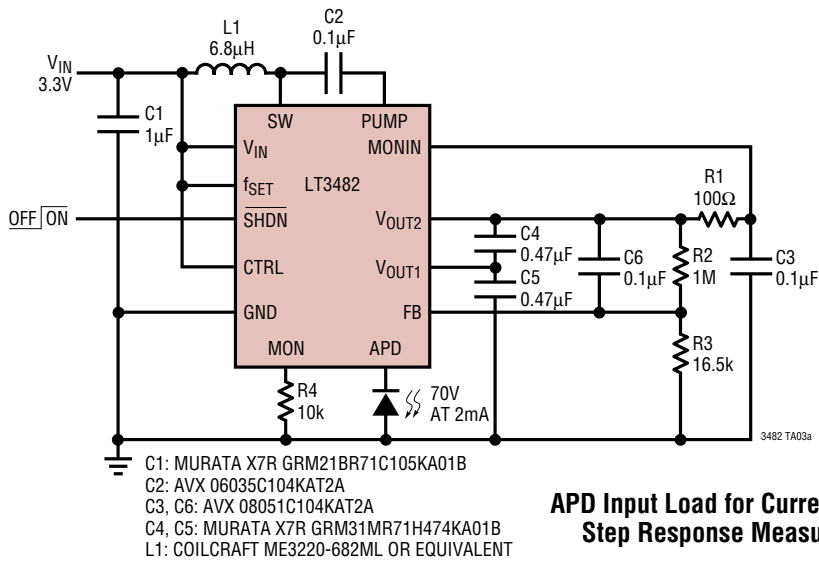 L1
6.8µH
C2
0.1µF
VIN
3.3V
C1
1µF
SW
PUMP
VIN
MONIN
fSET
LT3482
R1
100Ω
OFF ON
SHDN
VOUT2
C4
0.47µF
R2
1M
C6
0.1µF
C3
0.1µF
CTRL
VOUT1
C5
0.47µF
GND
FB
MON
APD
R3
16.5k
R4
10k
70V
AT 2mA
3482 TA03a
C1: MURATA X7R GRM21BR71C105KA01B
C2: AVX 06035C104KAT2A
C3, C6: AVX 08051C104KAT2A
C4, C5: MURATA X7R GRM31MR71H474KA01B
L1: COILCRAFT ME3220-682ML OR EQUIVALENT
APD Input Load for Curre
Step Response Measu